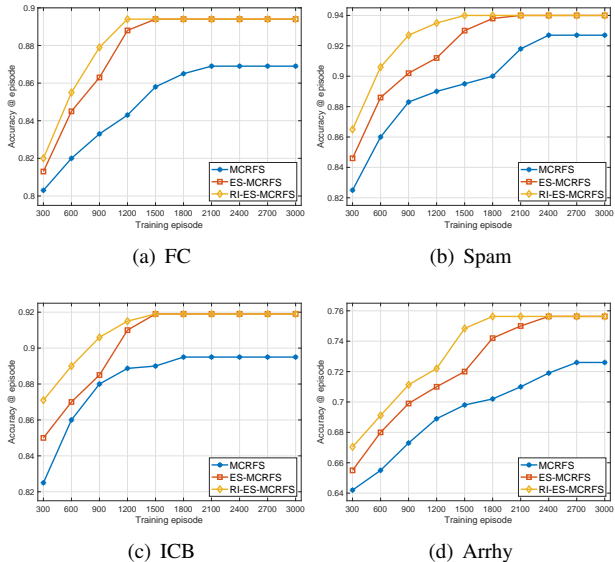 0.9
0.88
0.86
0.84
0.82
0.8
Accuracy @ episode
300 600 900 1200 1500 1800 2100 2400 2700 3000
Training episode
MCRFS
ES-MCRFS
RI-ES-MCRFS
(a) FC
0.94
0.92
0.9
0.88
0.86
0.84
0.82
Accuracy @ episode
300 600 900 1200 1500 1800 2100 2400 2700 3000
Training episode
MCRFS
ES-MCRFS
RI-ES-MCRFS
(b) Spam
0.92
0.9
0.88
0.86
0.84
0.82
Accuracy @ episode
300 600 900 1200 1500 1800 2100 2400 2700 3000
Training episode
MCRFS
ES-MCRFS
RI-ES-MCRFS
(c) ICB
0.76
0.74
0.72
0.7
0.68
0.66
0.64
Accuracy @ episode
300 600 900 1200 1500 1800 2100 2400 2700 3000
Training episode
MCRFS
ES-MCRFS
RI-ES-MCRFS
(d) Arrhy